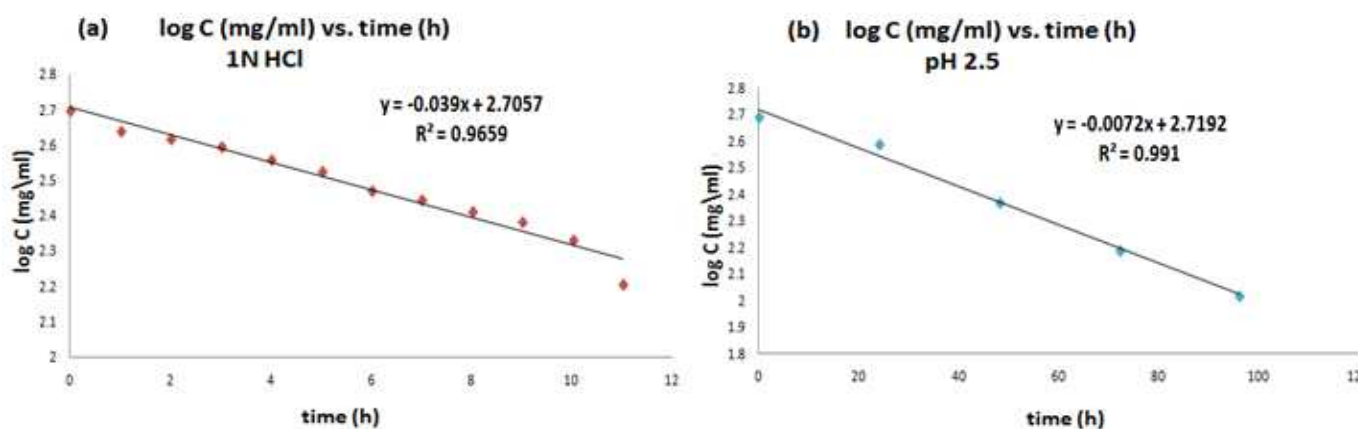 (a) log C (mg/ml) vs. time (h)
1N HCl
y = -0.039x + 2.7057
R² = 0.9659
log C (mg\ml)
2.8
2.7
2.6
2.5
2.4
2.3
2.2
2.1
2
0 2 4 6 8 10 12
time (h)
(b) log C (mg/ml) vs. time (h)
pH 2.5
y = -0.0072x + 2.7192
R² = 0.991
log C (mg\ml)
2.8
2.7
2.6
2.5
2.4
2.3
2.2
2.1
2
1.9
1.8
0 20 40 60 80 100 12
time (h)